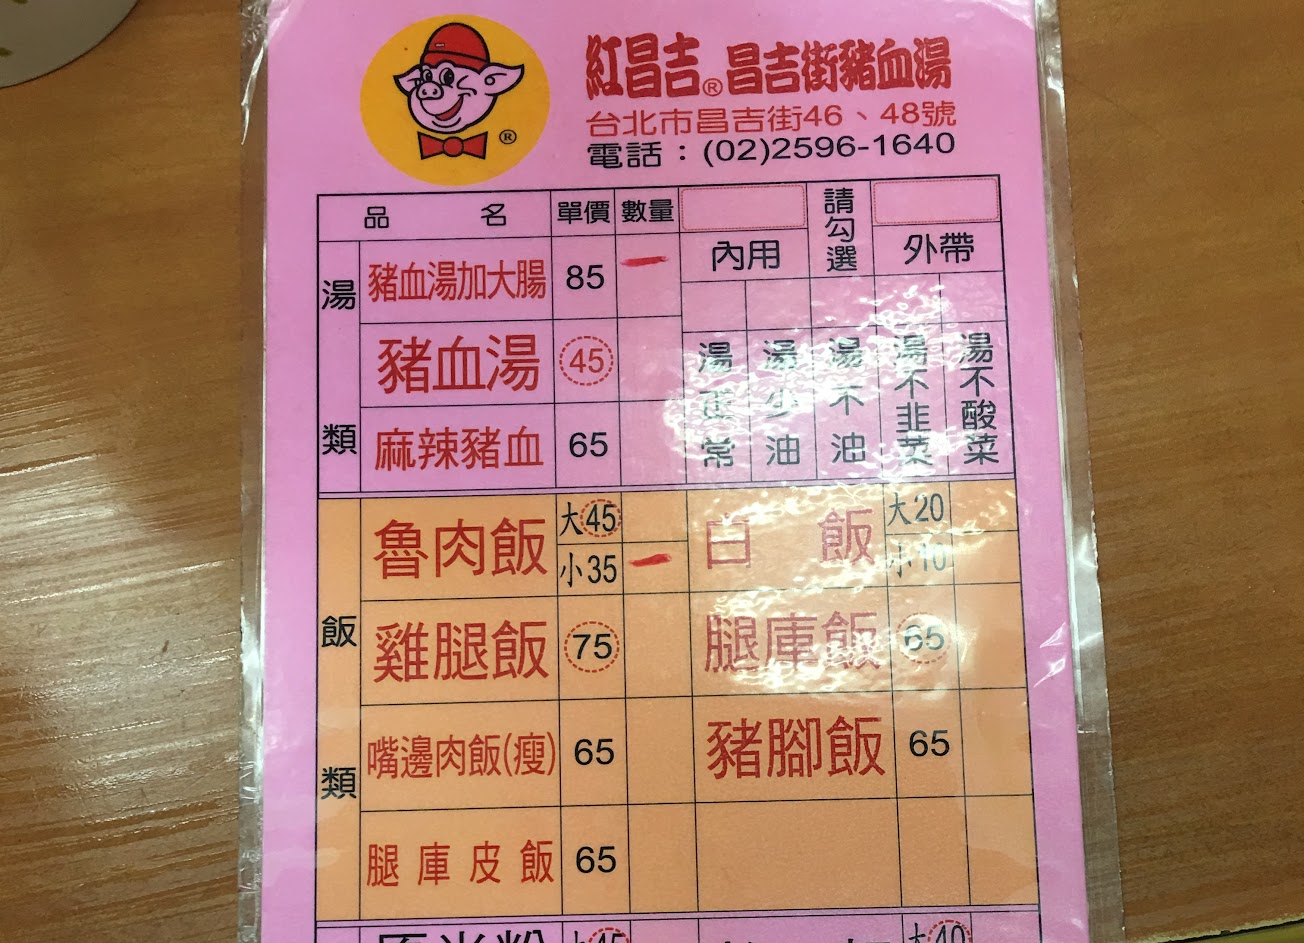 紅昌吉®昌吉街豬血湯
台北市昌吉街46、48號
電話：(02)2596-1640
®
品名 單價 數量 內用 請勾選 外帶
湯類
豬血湯加大腸 85
豬血湯 45
麻辣豬血 65
湯正常
湯少油
湯不油
湯不韭菜
湯不酸菜
飯類
魯肉飯 大45 小35
白飯 大20 小10
雞腿飯 75
腿庫飯 65
嘴邊肉飯(瘦) 65
豬腳飯 65
腿庫皮飯 65